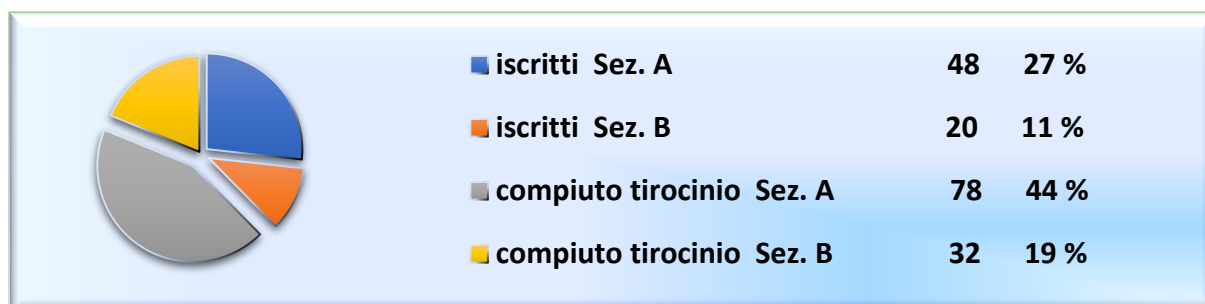 iscritti Sez. A 48 27 %
iscritti Sez. B 20 11 %
compiuto tirocinio Sez. A 78 44 %
compiuto tirocinio Sez. B 32 19 %